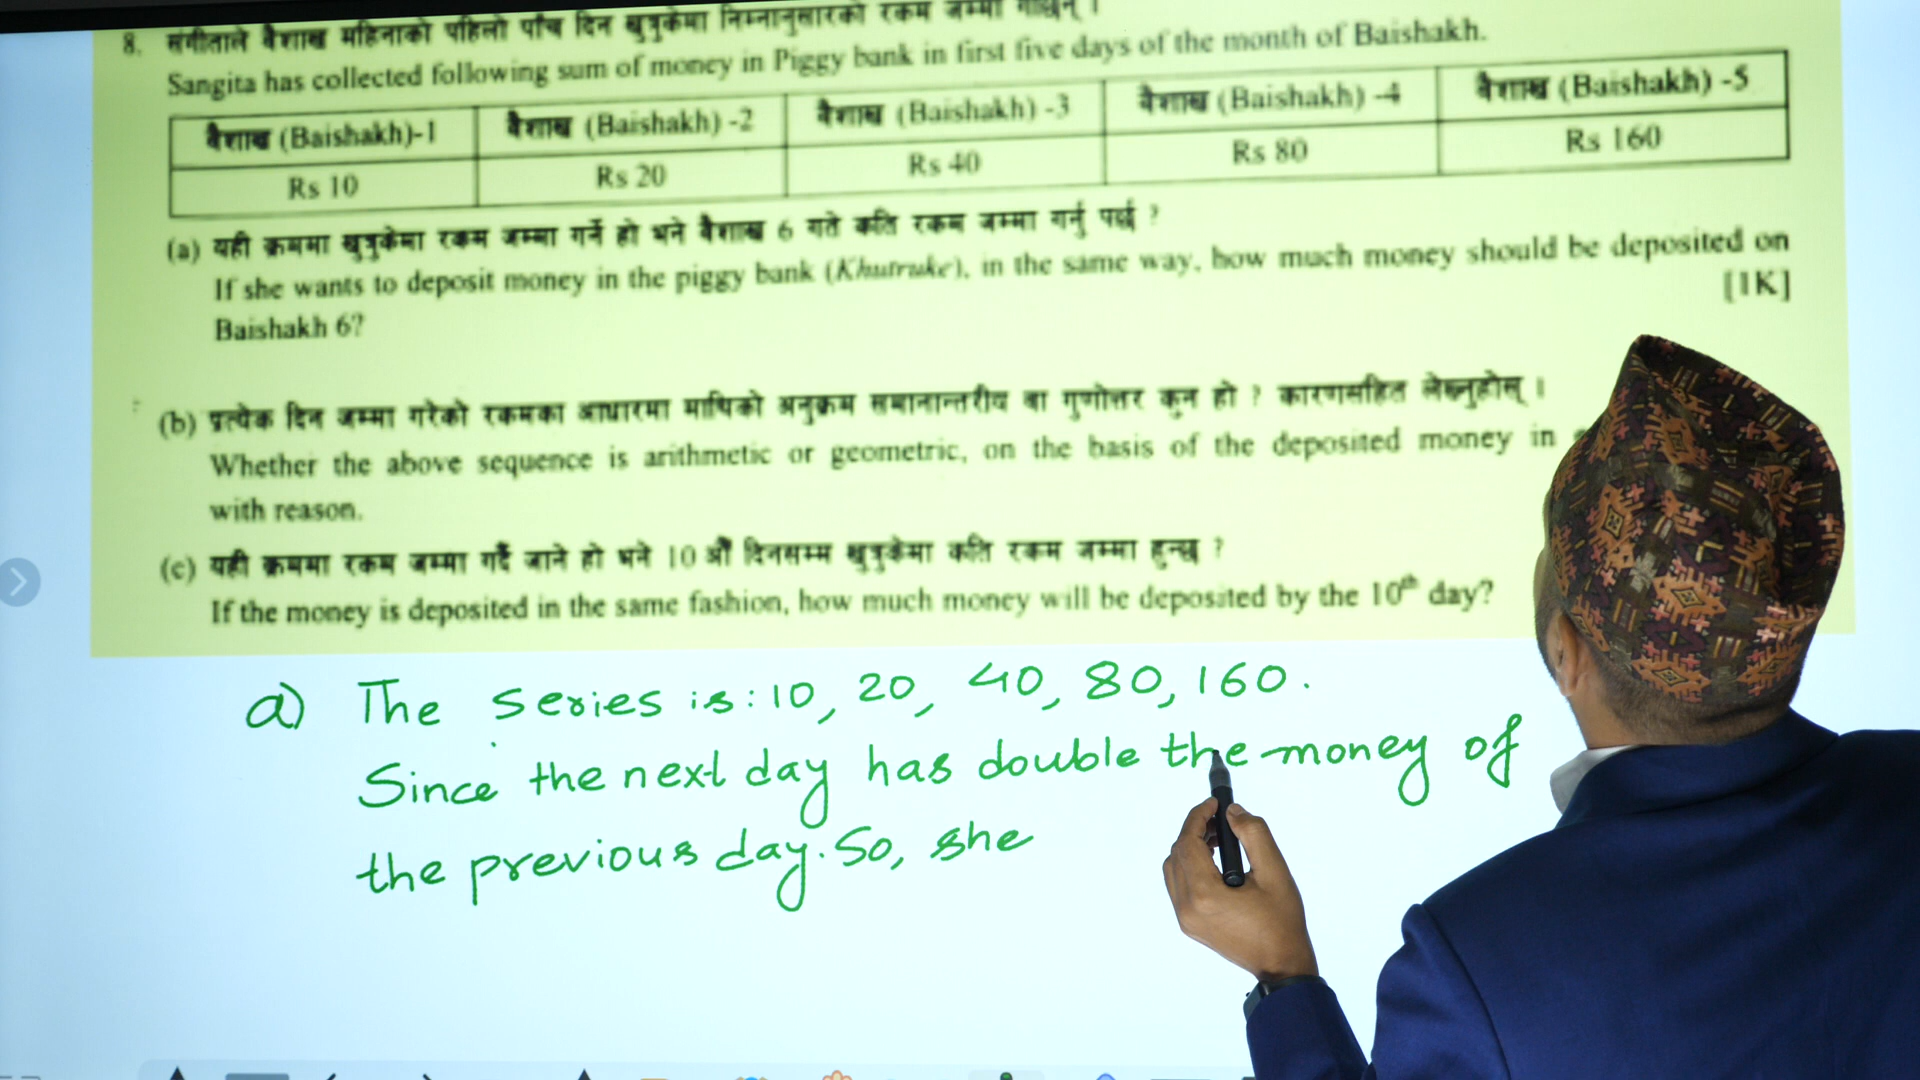 8. संगीताले वैशाख महिनाको पहिलो पाँच दिन खुत्रुकेमा निम्नानुसारको रकम जम्मा गरिछन् ।
Sangita has collected following sum of money in Piggy bank in first five days of the month of Baishakh.
वैशाख (Baishakh)-1 वैशाख (Baishakh) -2 वैशाख (Baishakh) -3 वैशाख (Baishakh) -4 वैशाख (Baishakh) -5
Rs 10 Rs 20 Rs 40 Rs 80 Rs 160
(a) यही क्रममा खुत्रुकेमा रकम जम्मा गर्ने हो भने वैशाख 6 गते कति रकम जम्मा गर्नु पर्छ ?
If she wants to deposit money in the piggy bank (Khutruke), in the same way, how much money should be deposited on
Baishakh 6? [1K]
(b) प्रत्येक दिन जम्मा गरेको रकमका आधारमा माथिको अनुक्रम समानान्तरीय वा गुणोत्तर कुन हो ? कारणसहित लेख्नुहोस् ।
Whether the above sequence is arithmetic or geometric, on the basis of the deposited money in
with reason.
(c) यही क्रममा रकम जम्मा गर्दै जाने हो भने 10 औँ दिनसम्म खुत्रुकेमा कति रकम जम्मा हुन्छ ?
If the money is deposited in the same fashion, how much money will be deposited by the 10th day?
a) The series is: 10, 20, 40, 80, 160.
Since the next day has double the money of
the previous day. So, she